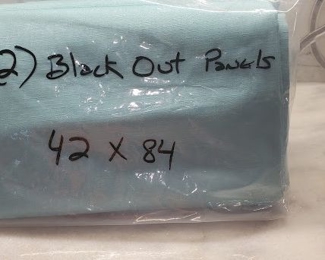 2) Black Out Panels
42 x 84